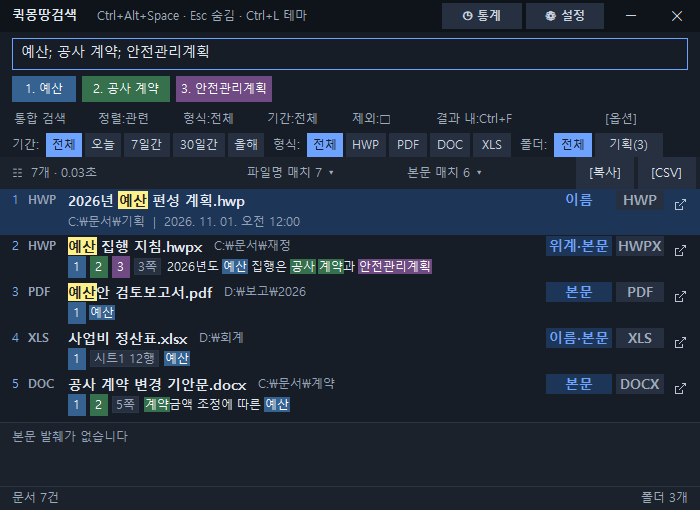 퀵몽땅검색 Ctrl+Alt+Space · Esc 숨김 · Ctrl+L 테마 ◔ 통계 ❁ 설정
예산; 공사 계약; 안전관리계획
1. 예산 2. 공사 계약 3. 안전관리계획
통합 검색 정렬:관련 형식:전체 기간:전체 제외:□ 결과 내:Ctrl+F [옵션]
기간: 전체 오늘 7일간 30일간 올해 형식: 전체 HWP PDF DOC XLS 폴더: 전체 기획(3)
☷ 7개 · 0.03초 파일명 매치 7 ▾ 본문 매치 6 ▾ [복사] [CSV]
1 HWP 2026년 예산 편성 계획.hwp 이름 HWP
C:₩문서₩기획 | 2026. 11. 01. 오전 12:00
2 HWP 예산 집행 지침.hwpx C:₩문서₩재정 위계·본문 HWPX
1 2 3 3쪽 2026년도 예산 집행은 공사 계약과 안전관리계획
3 PDF 예산안 검토보고서.pdf D:₩보고₩2026 본문 PDF
1 예산
4 XLS 사업비 정산표.xlsx D:₩회계 이름·본문 XLS
1 시트1 12행 예산
5 DOC 공사 계약 변경 기안문.docx C:₩문서₩계약 본문 DOCX
1 2 5쪽 계약금액 조정에 따른 예산
본문 발췌가 없습니다
문서 7건 폴더 3개